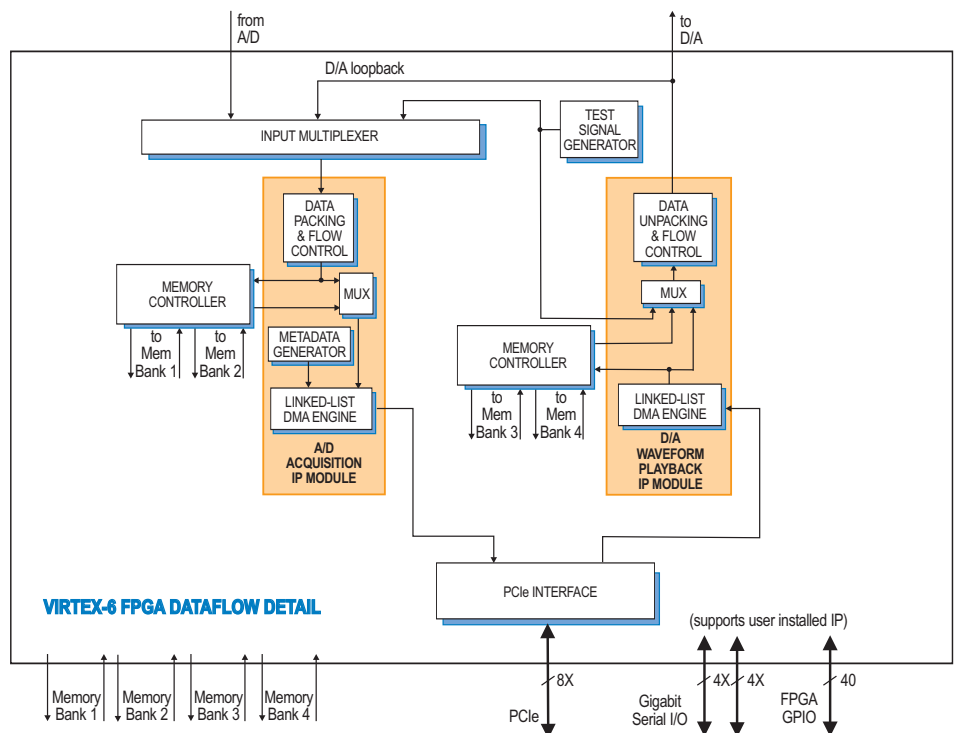 from
A/D
to
D/A
D/A loopback
INPUT MULTIPLEXER
TEST
SIGNAL
GENERATOR
DATA
PACKING
& FLOW
CONTROL
DATA
UNPACKING
& FLOW
CONTROL
MEMORY
CONTROLLER
MUX
MUX
to
Mem
Bank 1
to
Mem
Bank 2
METADATA
GENERATOR
MEMORY
CONTROLLER
to
Mem
Bank 3
to
Mem
Bank 4
LINKED-LIST
DMA ENGINE
LINKED-LIST
DMA ENGINE
A/D
ACQUISITION
IP MODULE
D/A
WAVEFORM
PLAYBACK
IP MODULE
PCIe INTERFACE
VIRTEX-6 FPGA DATAFLOW DETAIL
(supports user installed IP)
Memory
Bank 1
Memory
Bank 2
Memory
Bank 3
Memory
Bank 4
8X
PCIe
4X
4X
Gigabit
Serial I/O
40
FPGA
GPIO